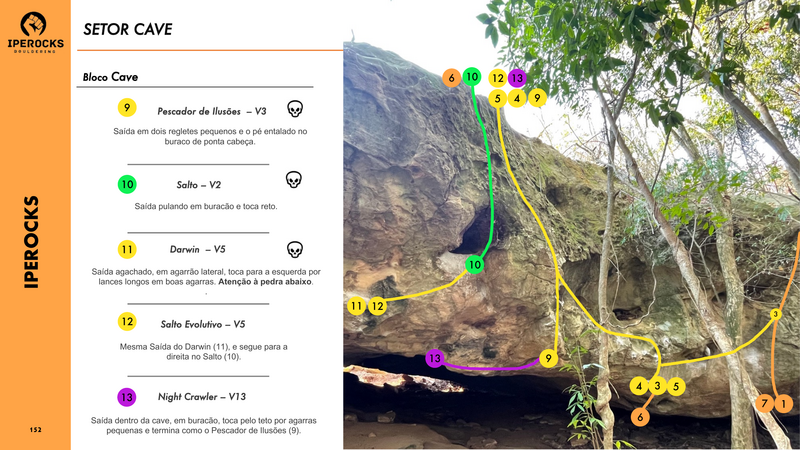 IPEROCKS
BOULDERING
SETOR CAVE
Bloco Cave
9
Pescador de Ilusões – V3
Saída em dois regletes pequenos e o pé entalado no
buraco de ponta cabeça.
10
Salto – V2
Saída pulando em buracão e toca reto.
11
Darwin – V5
Saída agachado, em agarrão lateral, toca para a esquerda por
lances longos em boas agarras. Atenção à pedra abaixo.
.
12
Salto Evolutivo – V5
Mesma Saída do Darwin (11), e segue para a
direita no Salto (10).
13
Night Crawler – V13
Saída dentro da cave, em buracão, toca pelo teto por agarras
pequenas e termina como o Pescador de Ilusões (9).
IPEROCKS
152
6 10 12 13
5 4 9
10
11 12
13 9
3
4 3 5
6
7 1